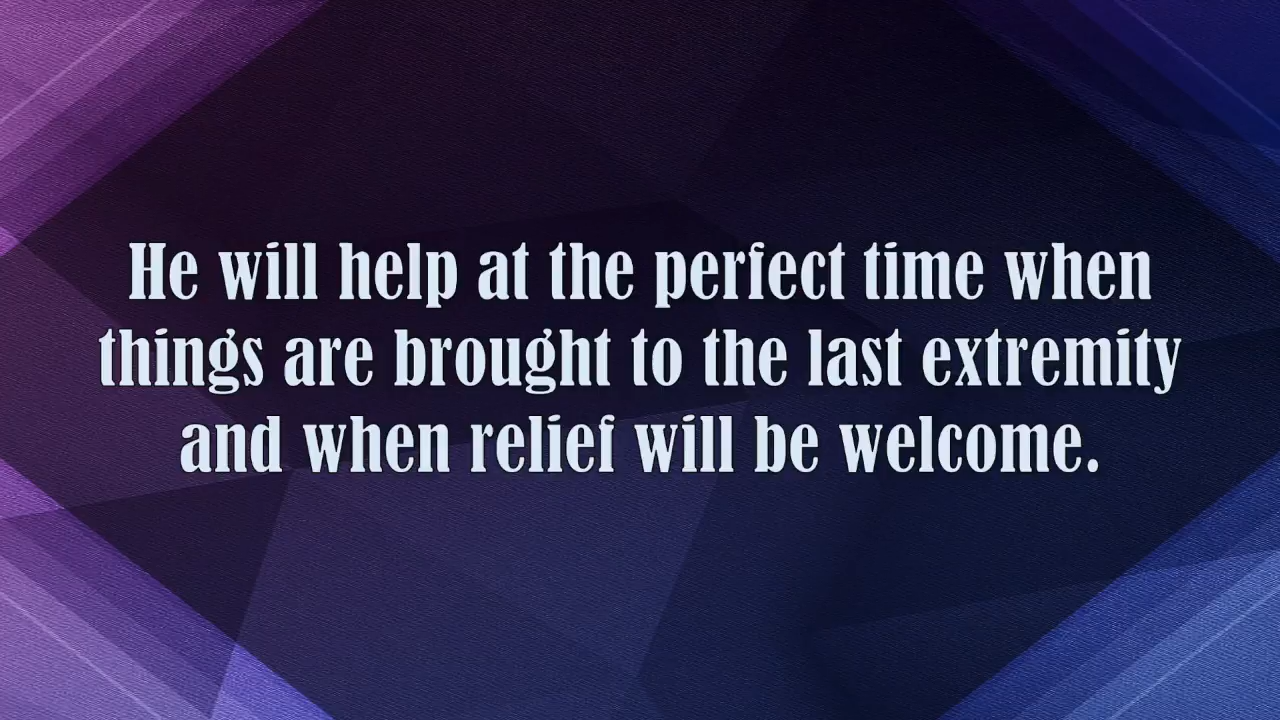 He will help at the perfect time when
things are brought to the last extremity
and when relief will be welcome.